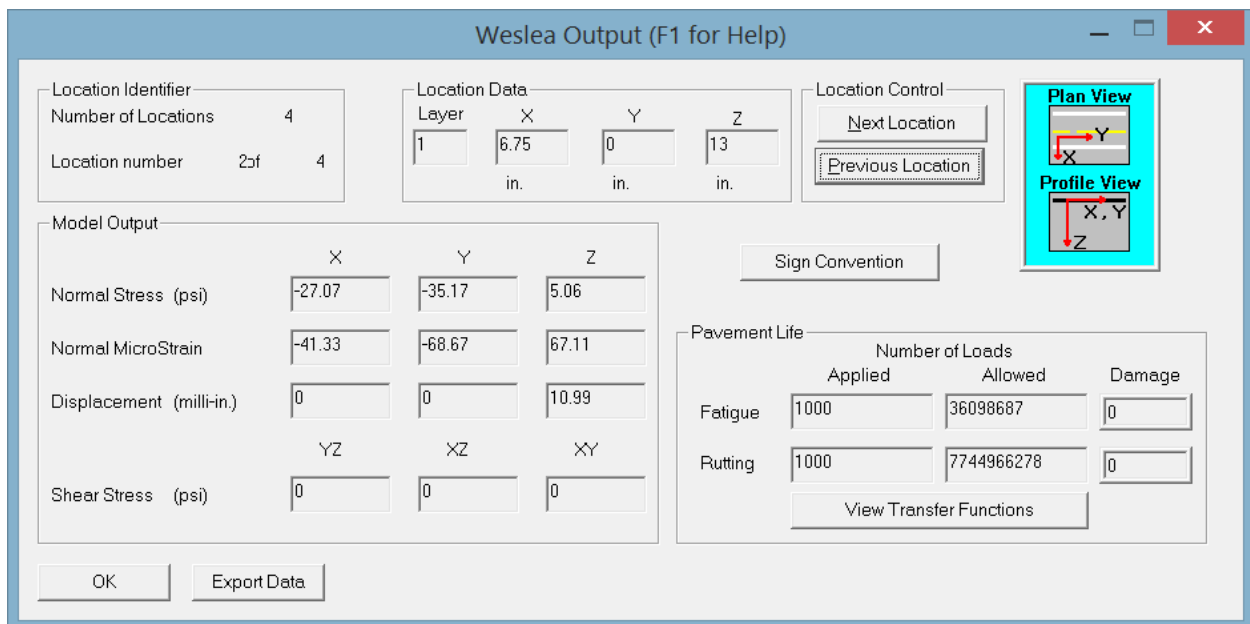 Weslea Output (F1 for Help)
Location Identifier
Number of Locations 4
Location number 2of 4
Location Data
Layer X Y Z
1 6.75 0 13
in. in. in.
Location Control
Next Location
Previous Location
Plan View
Y
X
Profile View
X, Y
Z
Model Output
X Y Z
Normal Stress (psi) -27.07 -35.17 5.06
Normal MicroStrain -41.33 -68.67 67.11
Displacement (milli-in.) 0 0 10.99
YZ XZ XY
Shear Stress (psi) 0 0 0
Sign Convention
Pavement Life
Number of Loads
Applied Allowed Damage
Fatigue 1000 36098687 0
Rutting 1000 7744966278 0
View Transfer Functions
OK Export Data